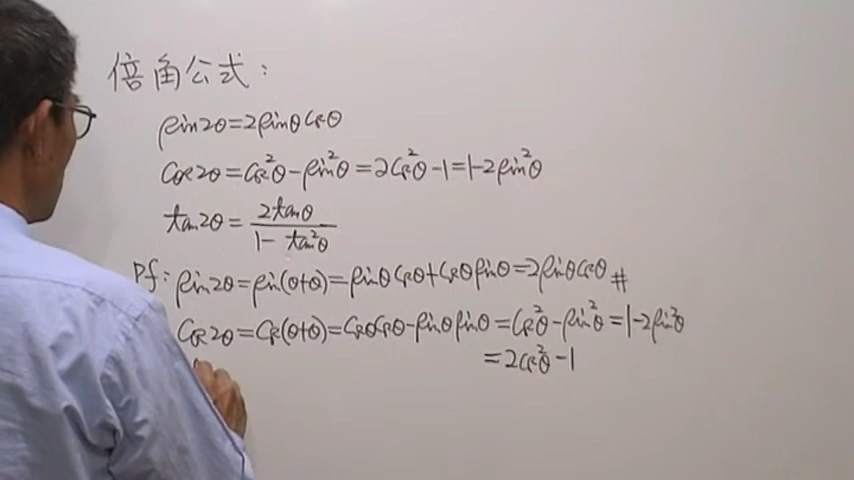 倍角公式：
sin2θ=2sinθcosθ
cos2θ=cos²θ-sin²θ=2cos²θ-1=1-2sin²θ
tan2θ=\frac{2tanθ}{1-tan²θ}
Pf: sin2θ=sin(θ+θ)=sinθcosθ+cosθsinθ=2sinθcosθ #
cos2θ=cos(θ+θ)=cosθcosθ-sinθsinθ=cos²θ-sin²θ=1-2sin²θ
=2cos²θ-1